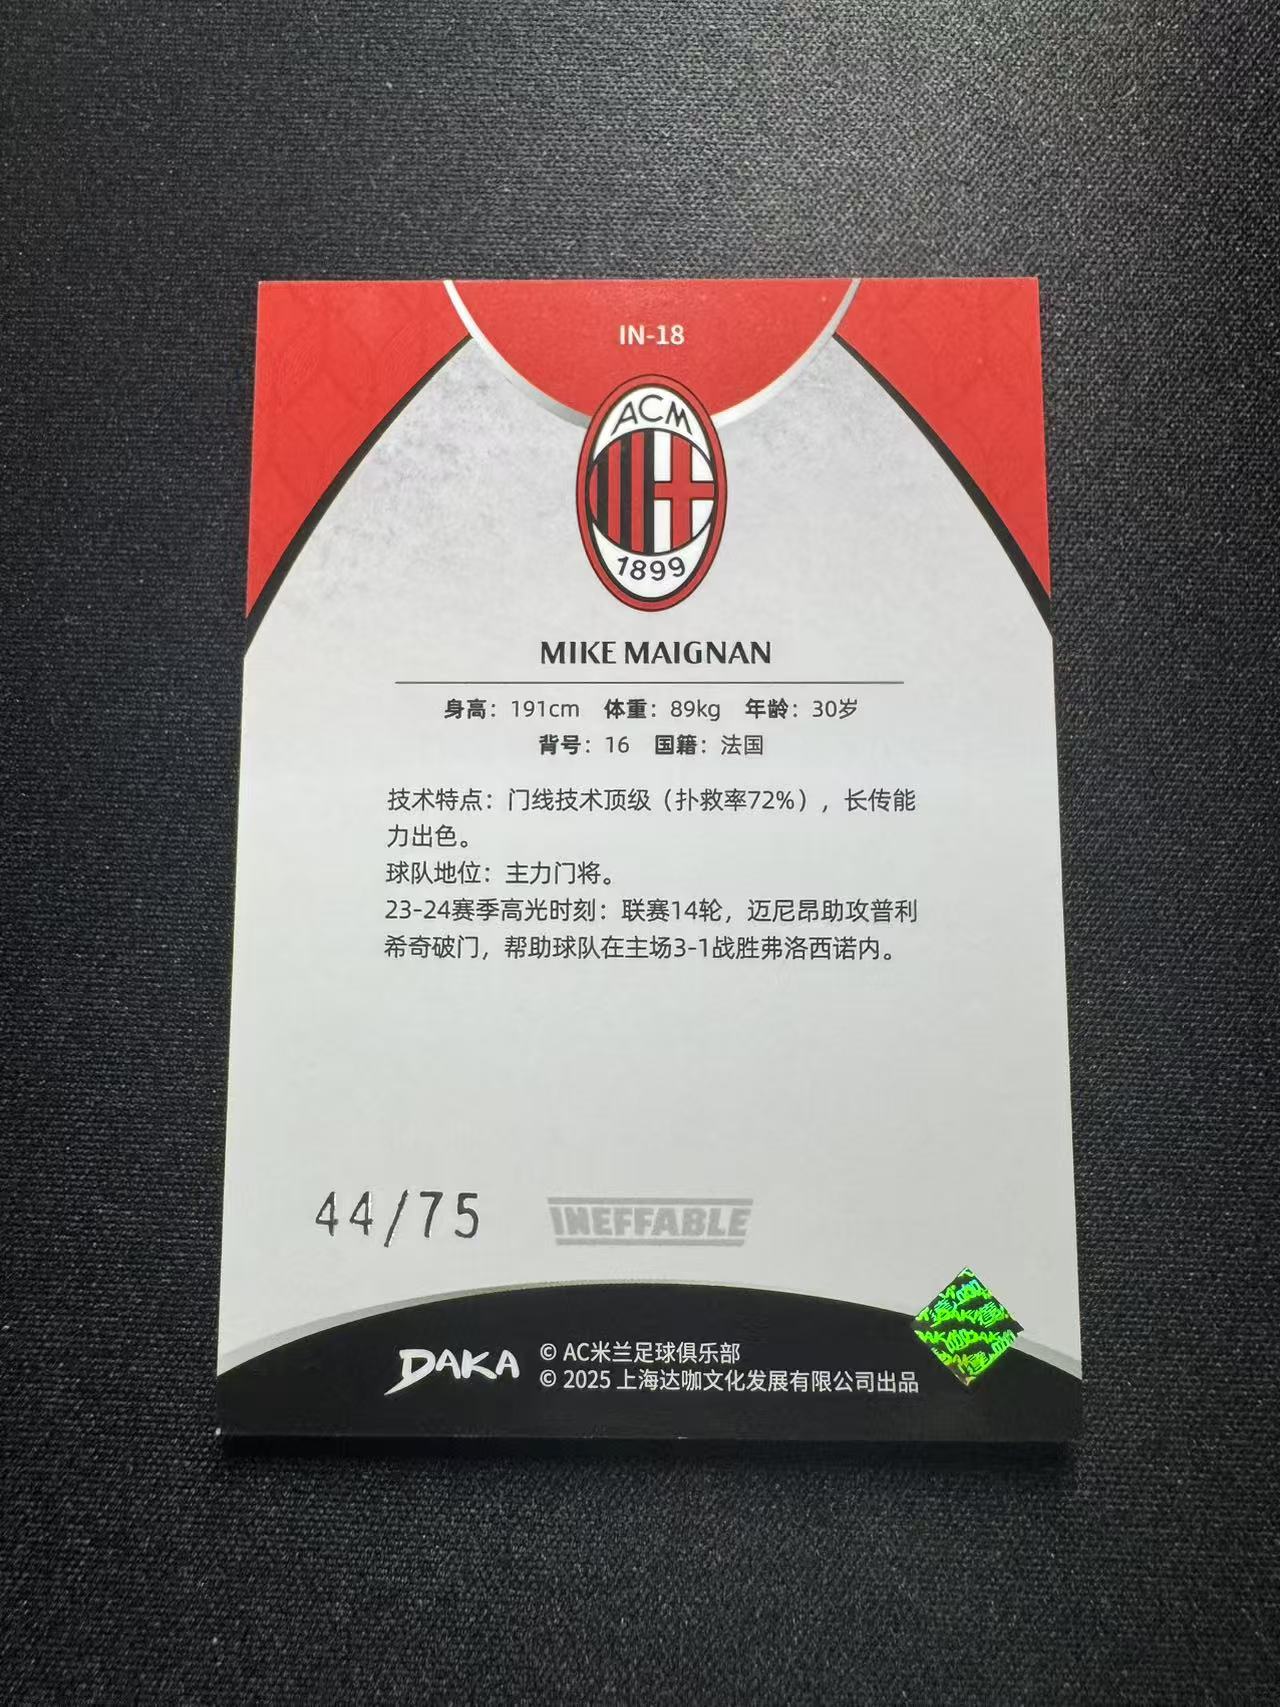 IN-18
ACM
1899
MIKE MAIGNAN
身高：191cm 体重：89kg 年龄：30岁
背号：16 国籍：法国
技术特点：门线技术顶级（扑救率72%），长传能
力出色。
球队地位：主力门将。
23-24赛季高光时刻：联赛14轮，迈尼昂助攻普利
希奇破门，帮助球队在主场3-1战胜弗洛西诺内。
44/75
INEFFABLE
DAKA
© AC米兰足球俱乐部
© 2025 上海达咖文化发展有限公司出品